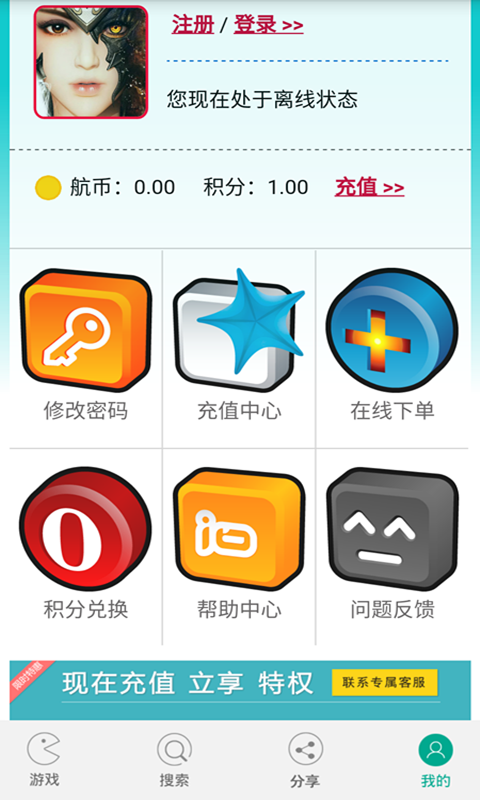 注册 / 登录 >>
您现在处于离线状态
航币：0.00 积分：1.00 充值 >>
修改密码 充值中心 在线下单
积分兑换 帮助中心 问题反馈
限时特惠
现在充值 立享 特权 联系专属客服
游戏 搜索 分享 我的